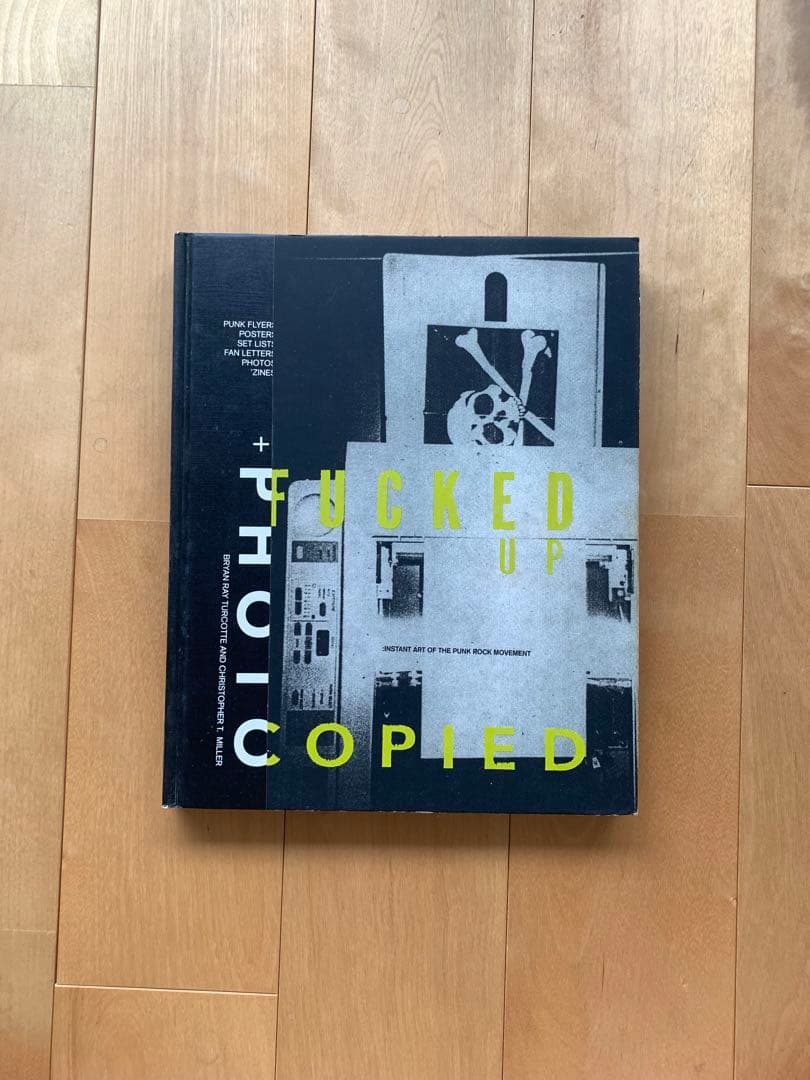 PUNK FLYERS
POSTERS
SET LISTS
FAN LETTERS
PHOTOS
'ZINES
FUCKED
UP
+ PHOTO
COPIED
:INSTANT ART OF THE PUNK ROCK MOVEMENT
BRYAN RAY TURCOTTE AND CHRISTOPHER T. MILLER